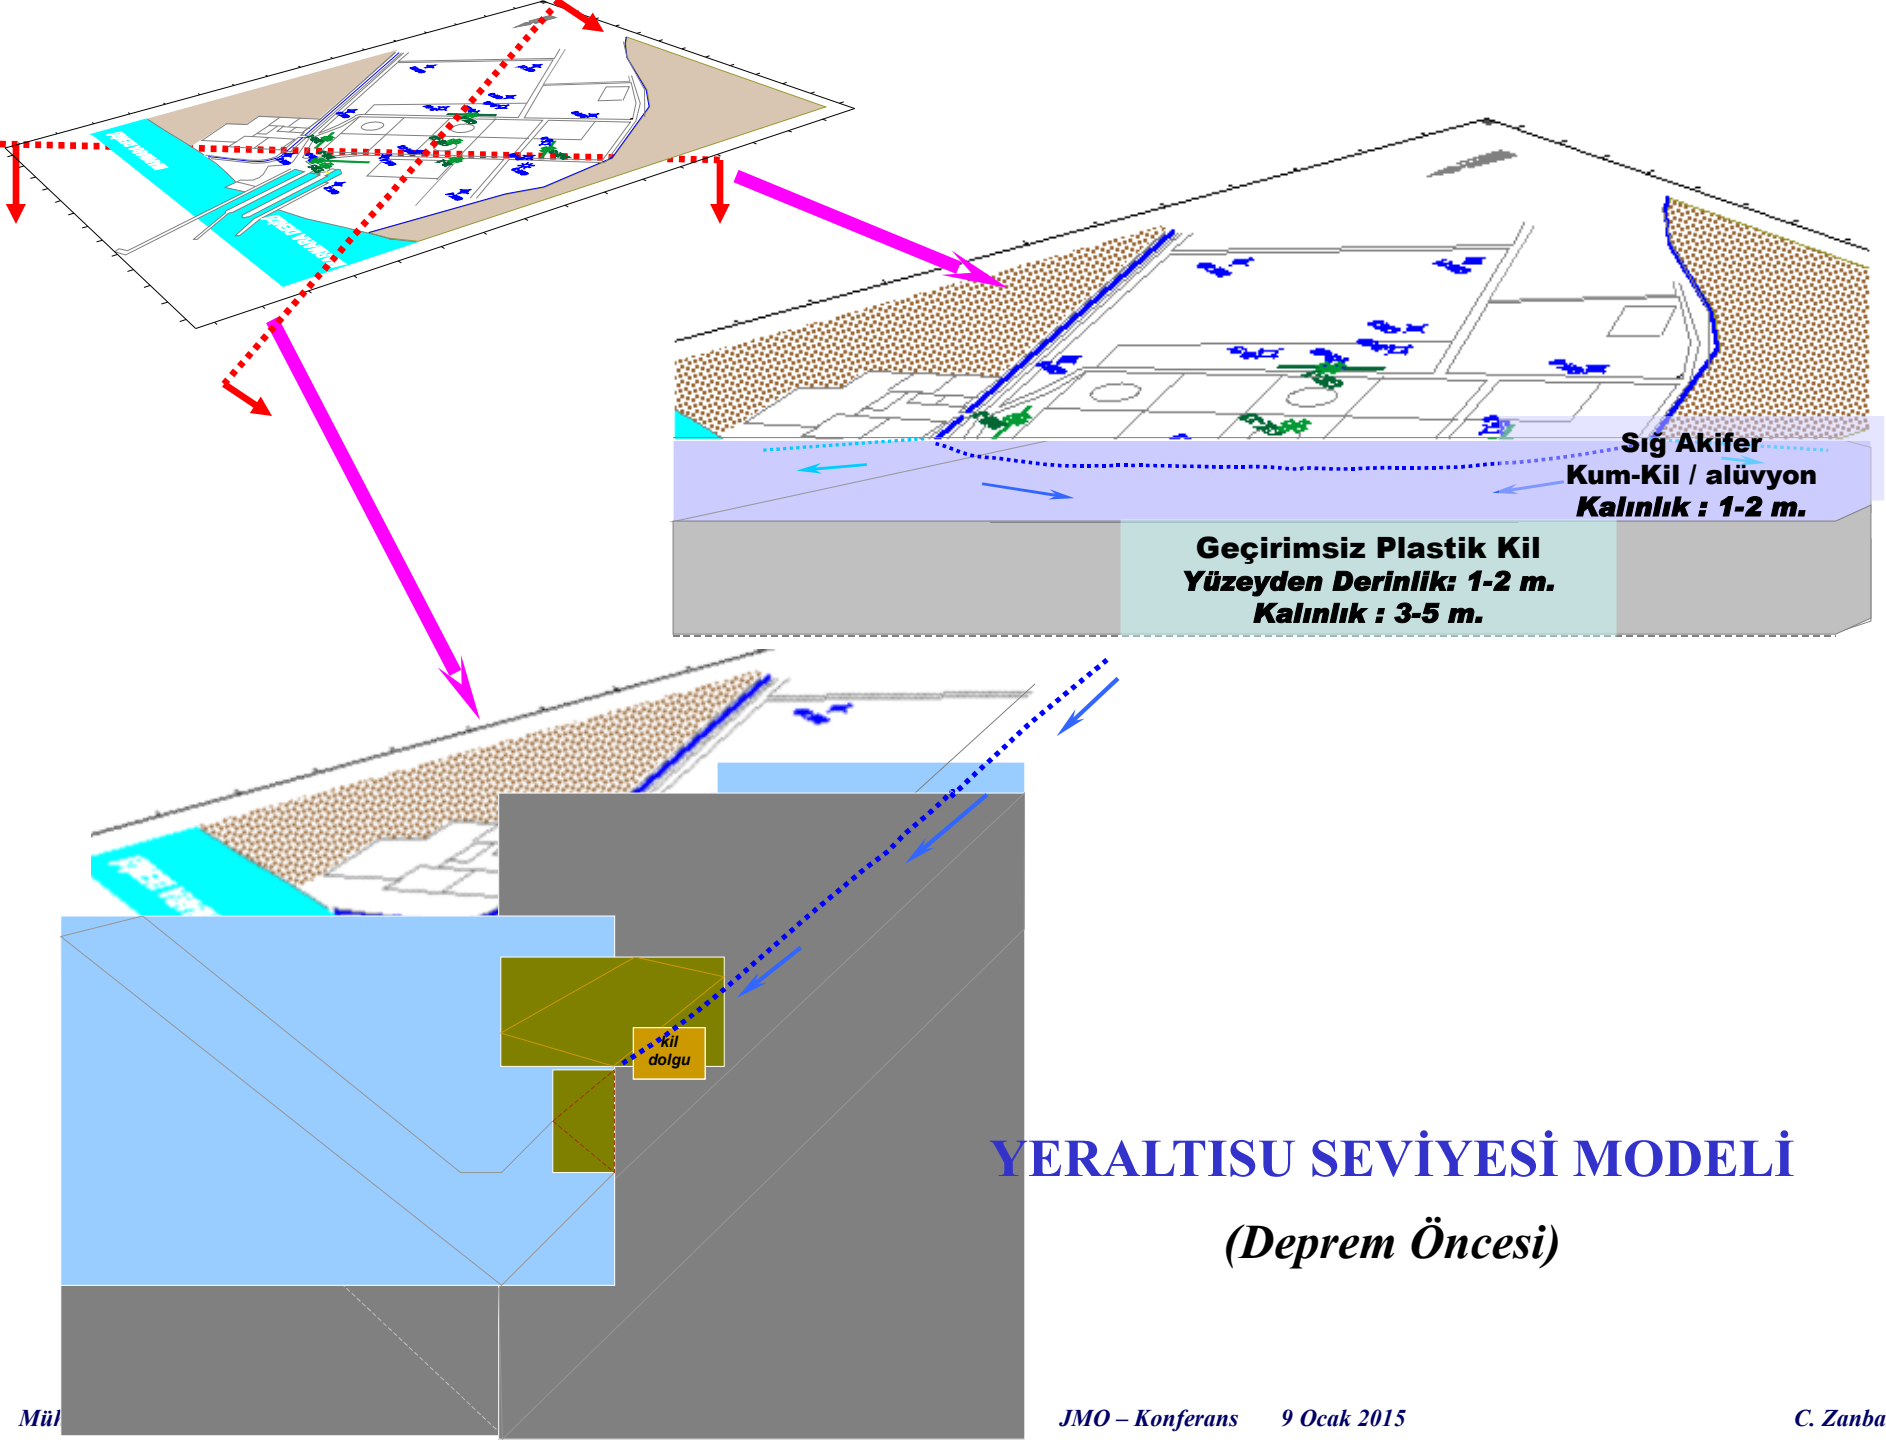 Sığ Akifer
Kum-Kil / alüvyon
Kalınlık : 1-2 m.
Geçirimsiz Plastik Kil
Yüzeyden Derinlik: 1-2 m.
Kalınlık : 3-5 m.
kil
dolgu
YERALTISU SEVİYESİ MODELİ
(Deprem Öncesi)
JMO – Konferans 9 Ocak 2015
C. Zanba